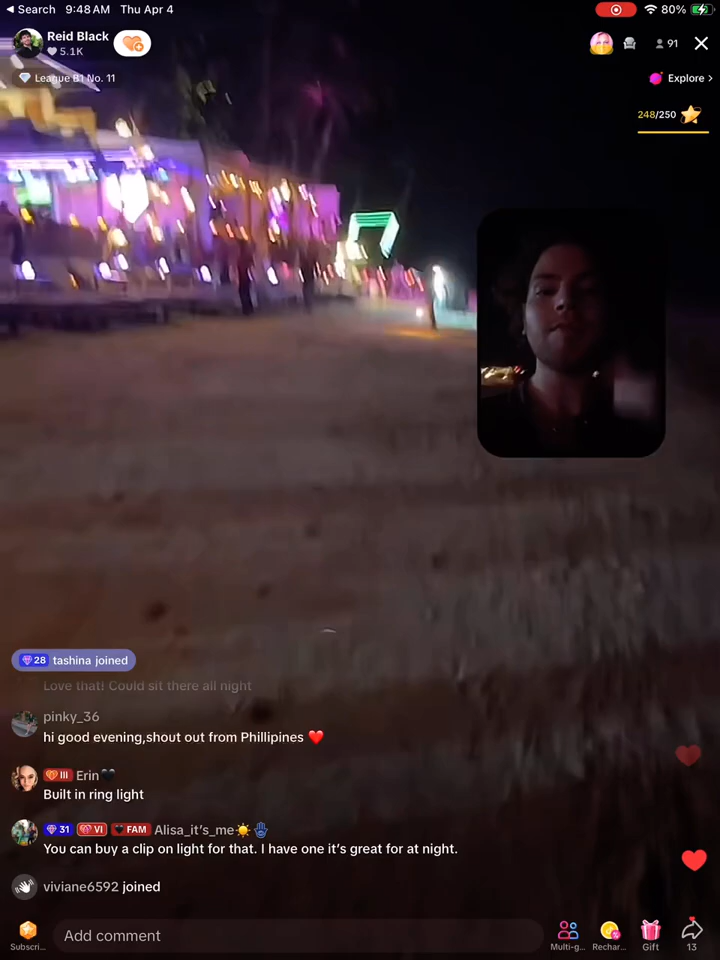 Search 9:48 AM Thu Apr 4 80%
Reid Black
5.1K
91
League B1 No. 11
Explore
248/250
28 tashina joined
Love that! Could sit there all night
pinky_36
hi good evening,shout out from Phillipines
III Erin
Built in ring light
31 VI FAM Alisa_it's_me
You can buy a clip on light for that. I have one it's great for at night.
viviane6592 joined
Add comment
Subscri...
Multi-g...
Rechar...
Gift
13